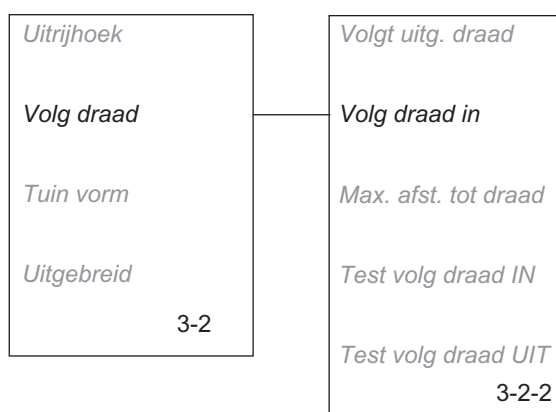 Uitrijhoek
Volg draad
Tuin vorm
Uitgebreid
3-2
Volgt uitg. draad
Volg draad in
Max. afst. tot draad
Test volg draad IN
Test volg draad UIT
3-2-2